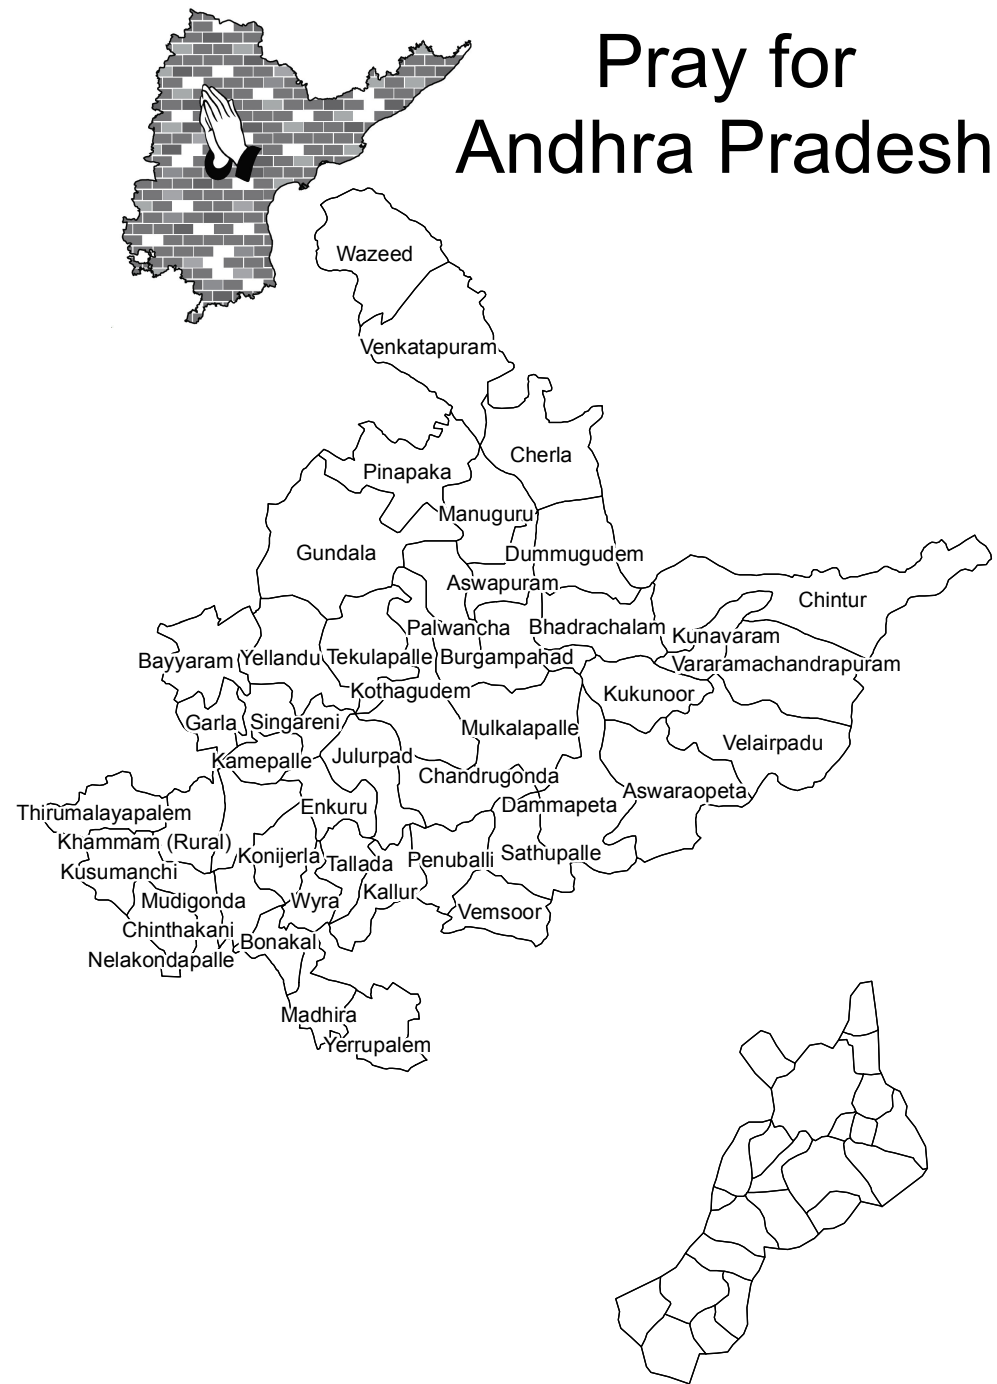 Pray for
Andhra Pradesh
Wazeed
Venkatapuram
Cherla
Pinapaka
Manuguru
Gundala
Dummugudem
Aswapuram
Chintur
Palwancha
Bhadrachalam
Kunavaram
Bayyaram
Yellandu
Tekulapalle
Burgampahad
Vararamachandrapuram
Kothagudem
Kukunoor
Garla
Singareni
Mulkalapalle
Velairpadu
Kamepalle
Julurpad
Chandrugonda
Aswaraopeta
Dammapeta
Enkuru
Thirumalayapalem
Khammam (Rural)
Konijerla
Tallada
Penuballi
Sathupalle
Kusumanchi
Kallur
Mudigonda
Wyra
Vemsoor
Chinthakani
Bonakal
Nelakondapalle
Madhira
Yerrupalem